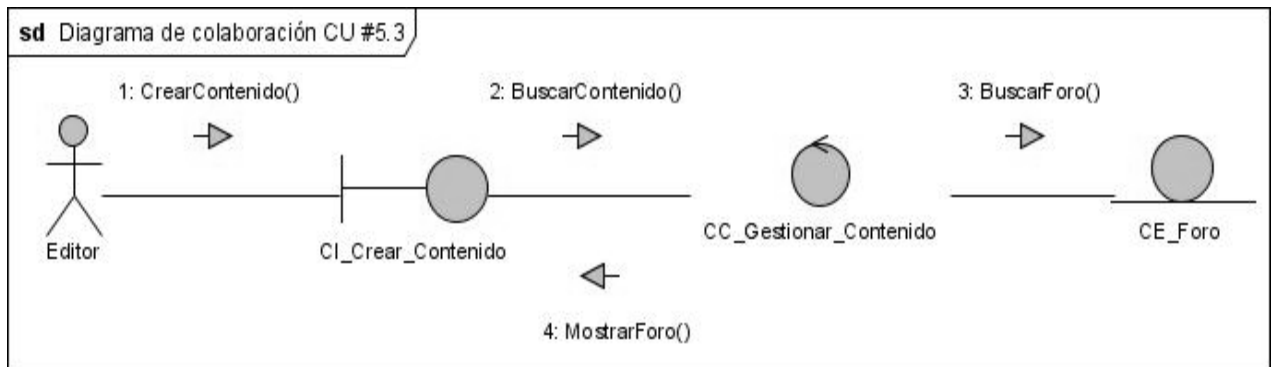 sd Diagrama de colaboración CU #5.3
1: CrearContenido()
2: BuscarContenido()
3: BuscarForo()
Editor
CI_Crear_Contenido
CC_Gestionar_Contenido
CE_Foro
4: MostrarForo()